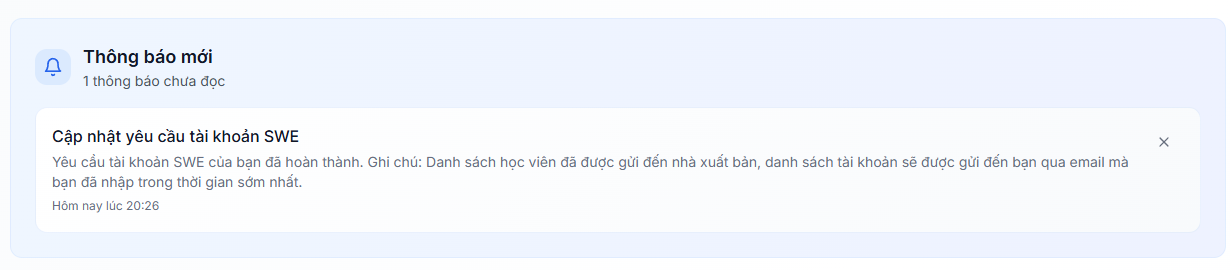 Thông báo mới
1 thông báo chưa đọc
Cập nhật yêu cầu tài khoản SWE
Yêu cầu tài khoản SWE của bạn đã hoàn thành. Ghi chú: Danh sách học viên đã được gửi đến nhà xuất bản, danh sách tài khoản sẽ được gửi đến bạn qua email mà
bạn đã nhập trong thời gian sớm nhất.
Hôm nay lúc 20:26